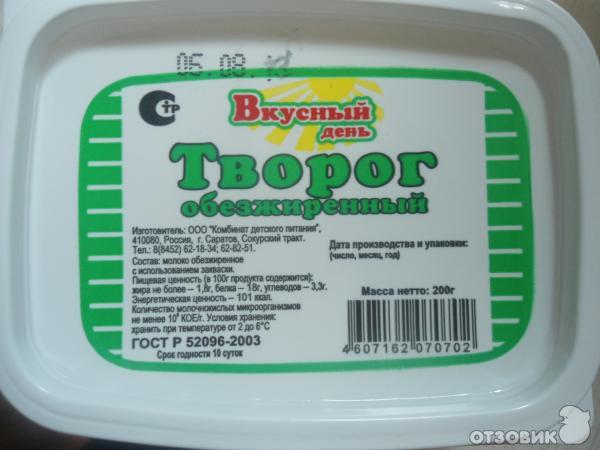 05.08.
СТР
Вкусный
день
Творог
обезжиренный
Изготовитель: ООО "Комбинат детского питания",
410080, Россия, г. Саратов, Сокурский тракт.
Тел.: 8(8452) 62-18-34; 62-82-51.
Состав: молоко обезжиренное
с использованием закваски.
Пищевая ценность (в 100г продукта содержится):
жира не более – 1,8г, белка – 18г, углеводов – 3,3г.
Энергетическая ценность – 101 ккал.
Количество молочнокислых микроорганизмов
не менее 10⁶ КОЕ/г. Условия хранения:
хранить при температуре от 2 до 6°С
ГОСТ Р 52096-2003
Срок годности 10 суток
Дата производства и упаковки:
(число, месяц, год)
Масса нетто: 200г
4 607162 070702
ОТЗОВИК